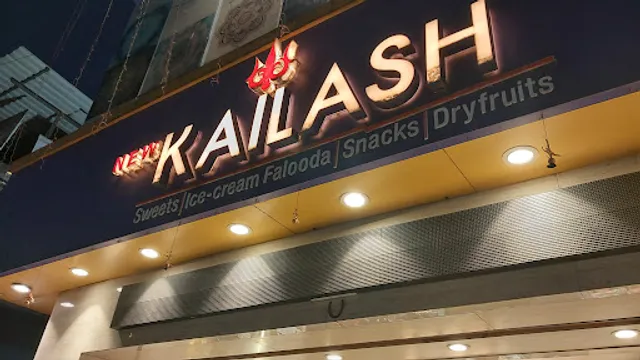 NEW KAILASH
Sweets/Ice-cream Falooda/Snacks/Dryfruits